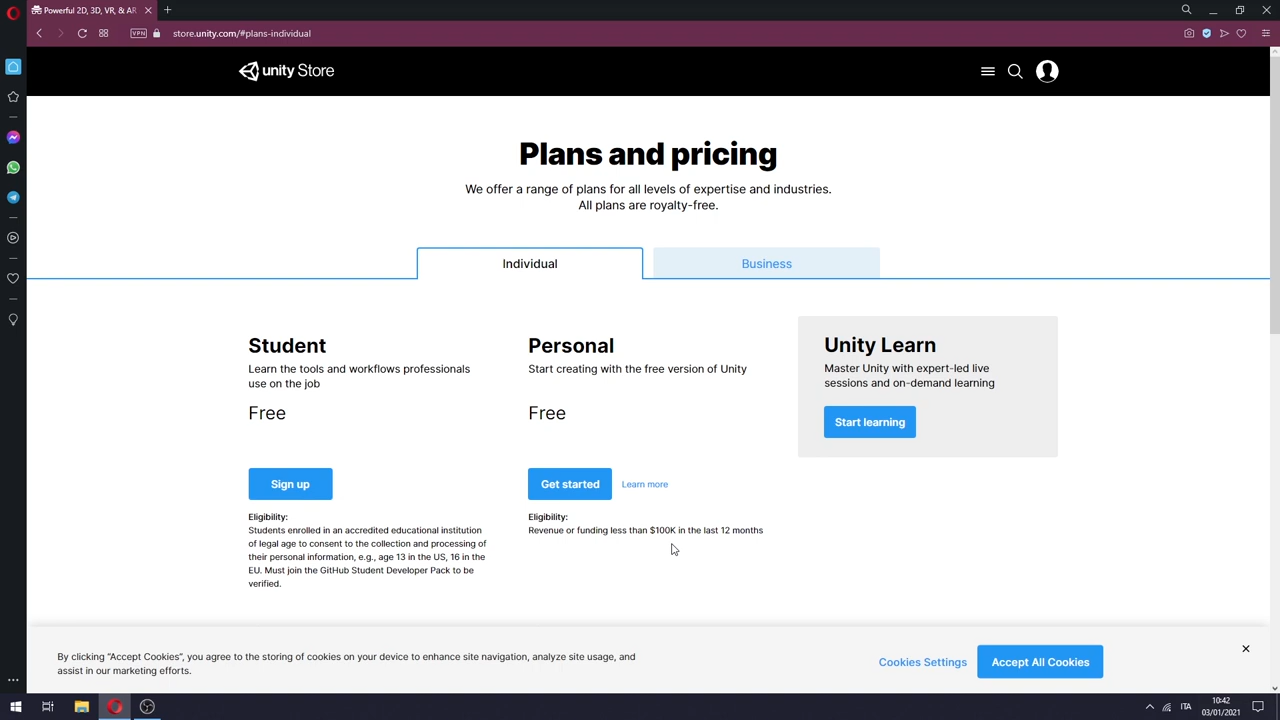 Powerful 2D, 3D, VR, & AR
VPN
store.unity.com/#plans-individual
unity Store
Plans and pricing
We offer a range of plans for all levels of expertise and industries.
All plans are royalty-free.
Individual
Business
Student
Learn the tools and workflows professionals
use on the job
Free
Sign up
Eligibility:
Students enrolled in an accredited educational institution
of legal age to consent to the collection and processing of
their personal information, e.g., age 13 in the US, 16 in the
EU. Must join the GitHub Student Developer Pack to be
verified.
Personal
Start creating with the free version of Unity
Free
Get started
Learn more
Eligibility:
Revenue or funding less than $100K in the last 12 months
Unity Learn
Master Unity with expert-led live
sessions and on-demand learning
Start learning
By clicking “Accept Cookies”, you agree to the storing of cookies on your device to enhance site navigation, analyze site usage, and
assist in our marketing efforts.
Cookies Settings
Accept All Cookies
ITA
10:42
03/01/2021